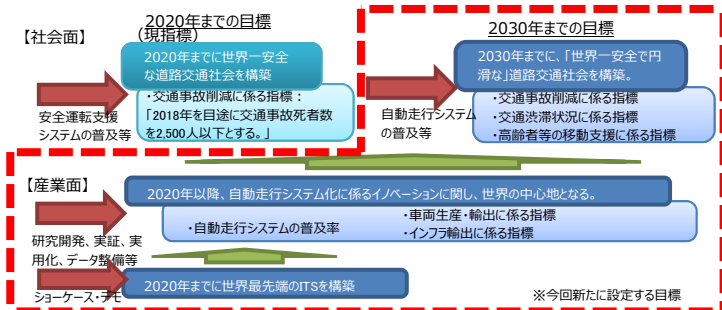 2020年までの目標
(現指標)
【社会面】
2020年までに世界一安全
な道路交通社会を構築
・交通事故削減に係る指標：
「2018年を目途に交通事故死者数
を2,500人以下とする。」
安全運転支援
システムの普及等
2030年までの目標
2030年までに、「世界一安全で円
滑な」道路交通社会を構築。
・交通事故削減に係る指標
・交通渋滞状況に係る指標
・高齢者等の移動支援に係る指標
自動走行システム
の普及等
【産業面】
2020年以降、自動走行システム化に係るイノベーションに関し、世界の中心地となる。
・自動走行システムの普及率
・車両生産・輸出に係る指標
・インフラ輸出に係る指標
研究開発、実証、実
用化、データ整備等
2020年までに世界最先端のITSを構築
ショーケース・デモ
※今回新たに設定する目標